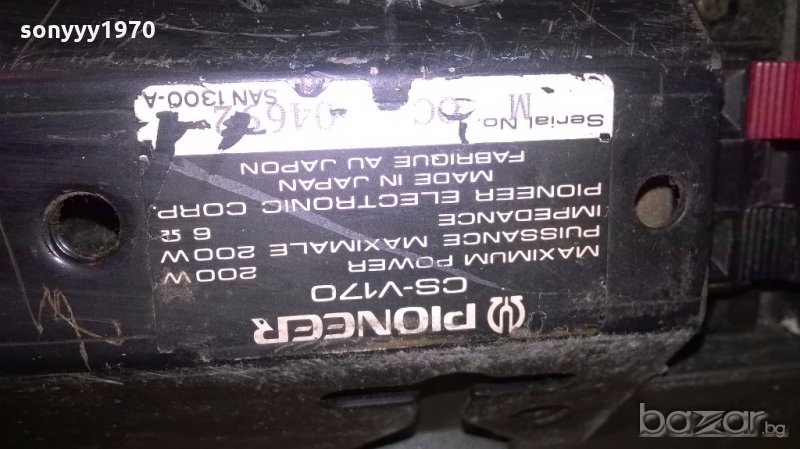 sonyyy1970
PIONEER
CS-V170
MAXIMUM POWER 200W
PUISSANCE MAXIMALE 200W
IMPEDANCE 6 Ω
PIONEER ELECTRONIC CORP.
MADE IN JAPAN
FABRIQUE AU JAPON
Serial No. M
SAN1300-A
bazar.bg